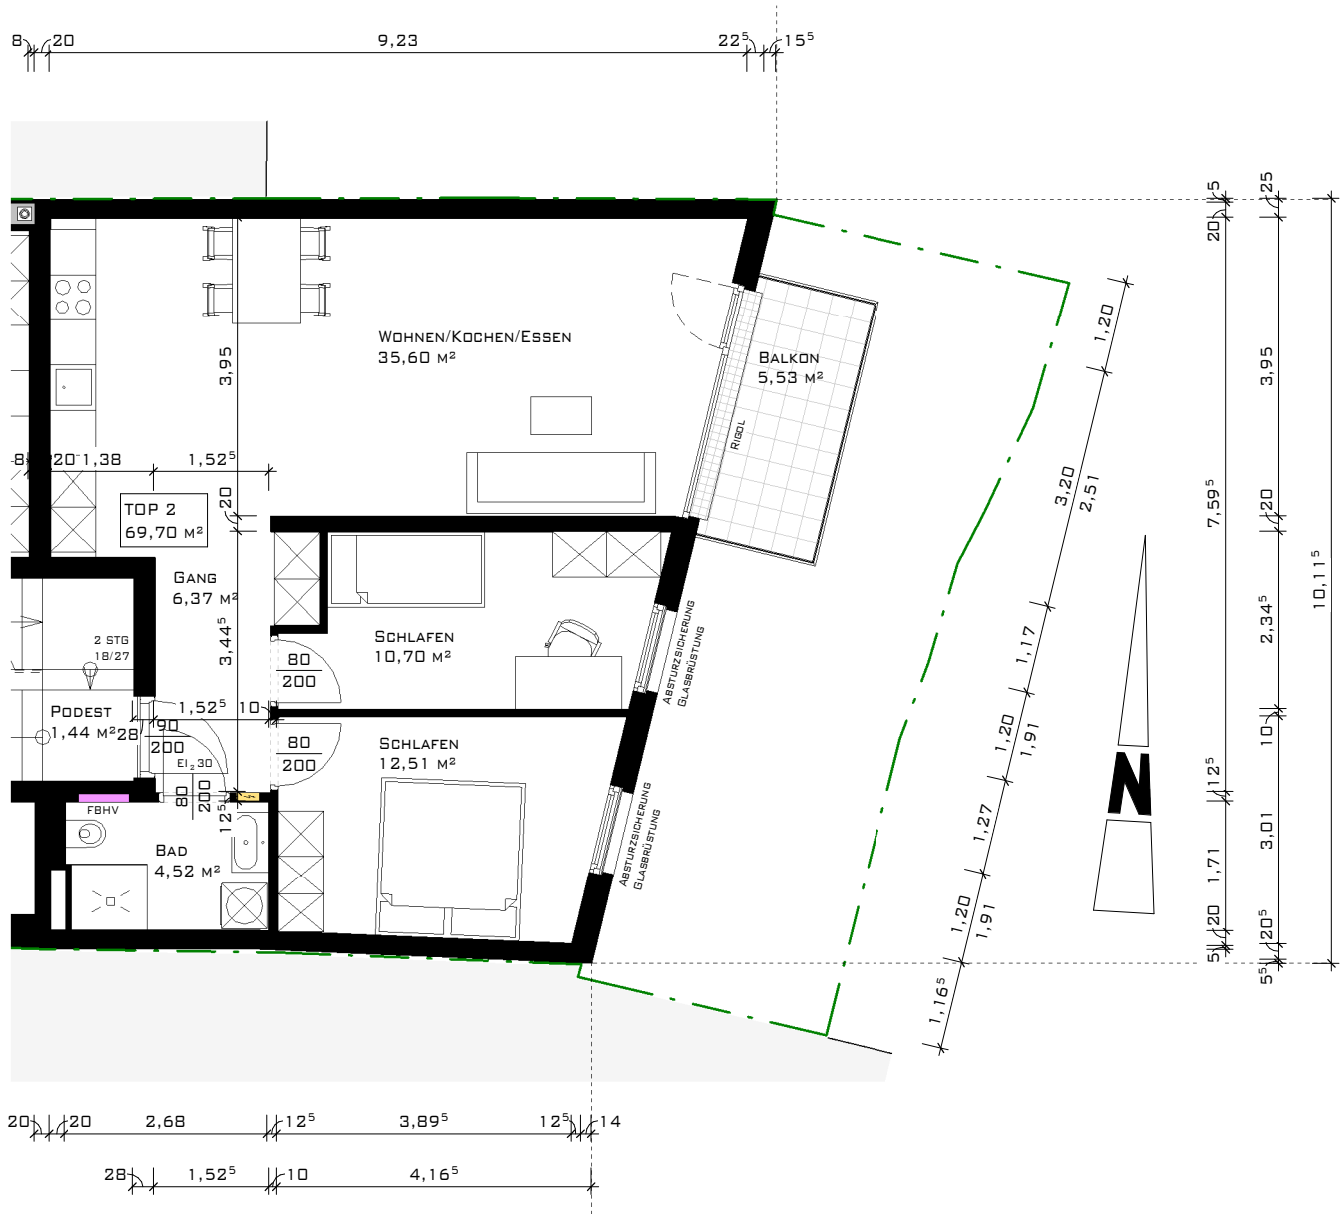 8 20 9,23 22⁵ 15⁵
5 25
20
WOHNEN/KOCHEN/ESSEN
35,60 M²
BALKON
5,53 M²
RIGOL
3,95
1,20
3,95
8 20 1,38 1,52⁵
20
TOP 2
69,70 M²
3,20
2,51
7,59⁵
20
10,11⁵
GANG
6,37 M²
3,44⁵
2 STG
18/27
SCHLAFEN
10,70 M²
80
200
ABSTURZSICHERUNG
GLASBRÜSTUNG
1,17
2,34⁵
PODEST
1,44 M²
28
1,52⁵ 10
90
200
EI₂30
80
200
SCHLAFEN
12,51 M²
80
200
1,20
1,91
10
N
12⁵
FBHV
12⁵
BAD
4,52 M²
ABSTURZSICHERUNG
GLASBRÜSTUNG
1,27
1,71
3,01
1,20
1,91
20
20⁵
5
5⁵
1,16⁵
20 20 2,68 12⁵ 3,89⁵ 12⁵ 14
28 1,52⁵ 10 4,16⁵